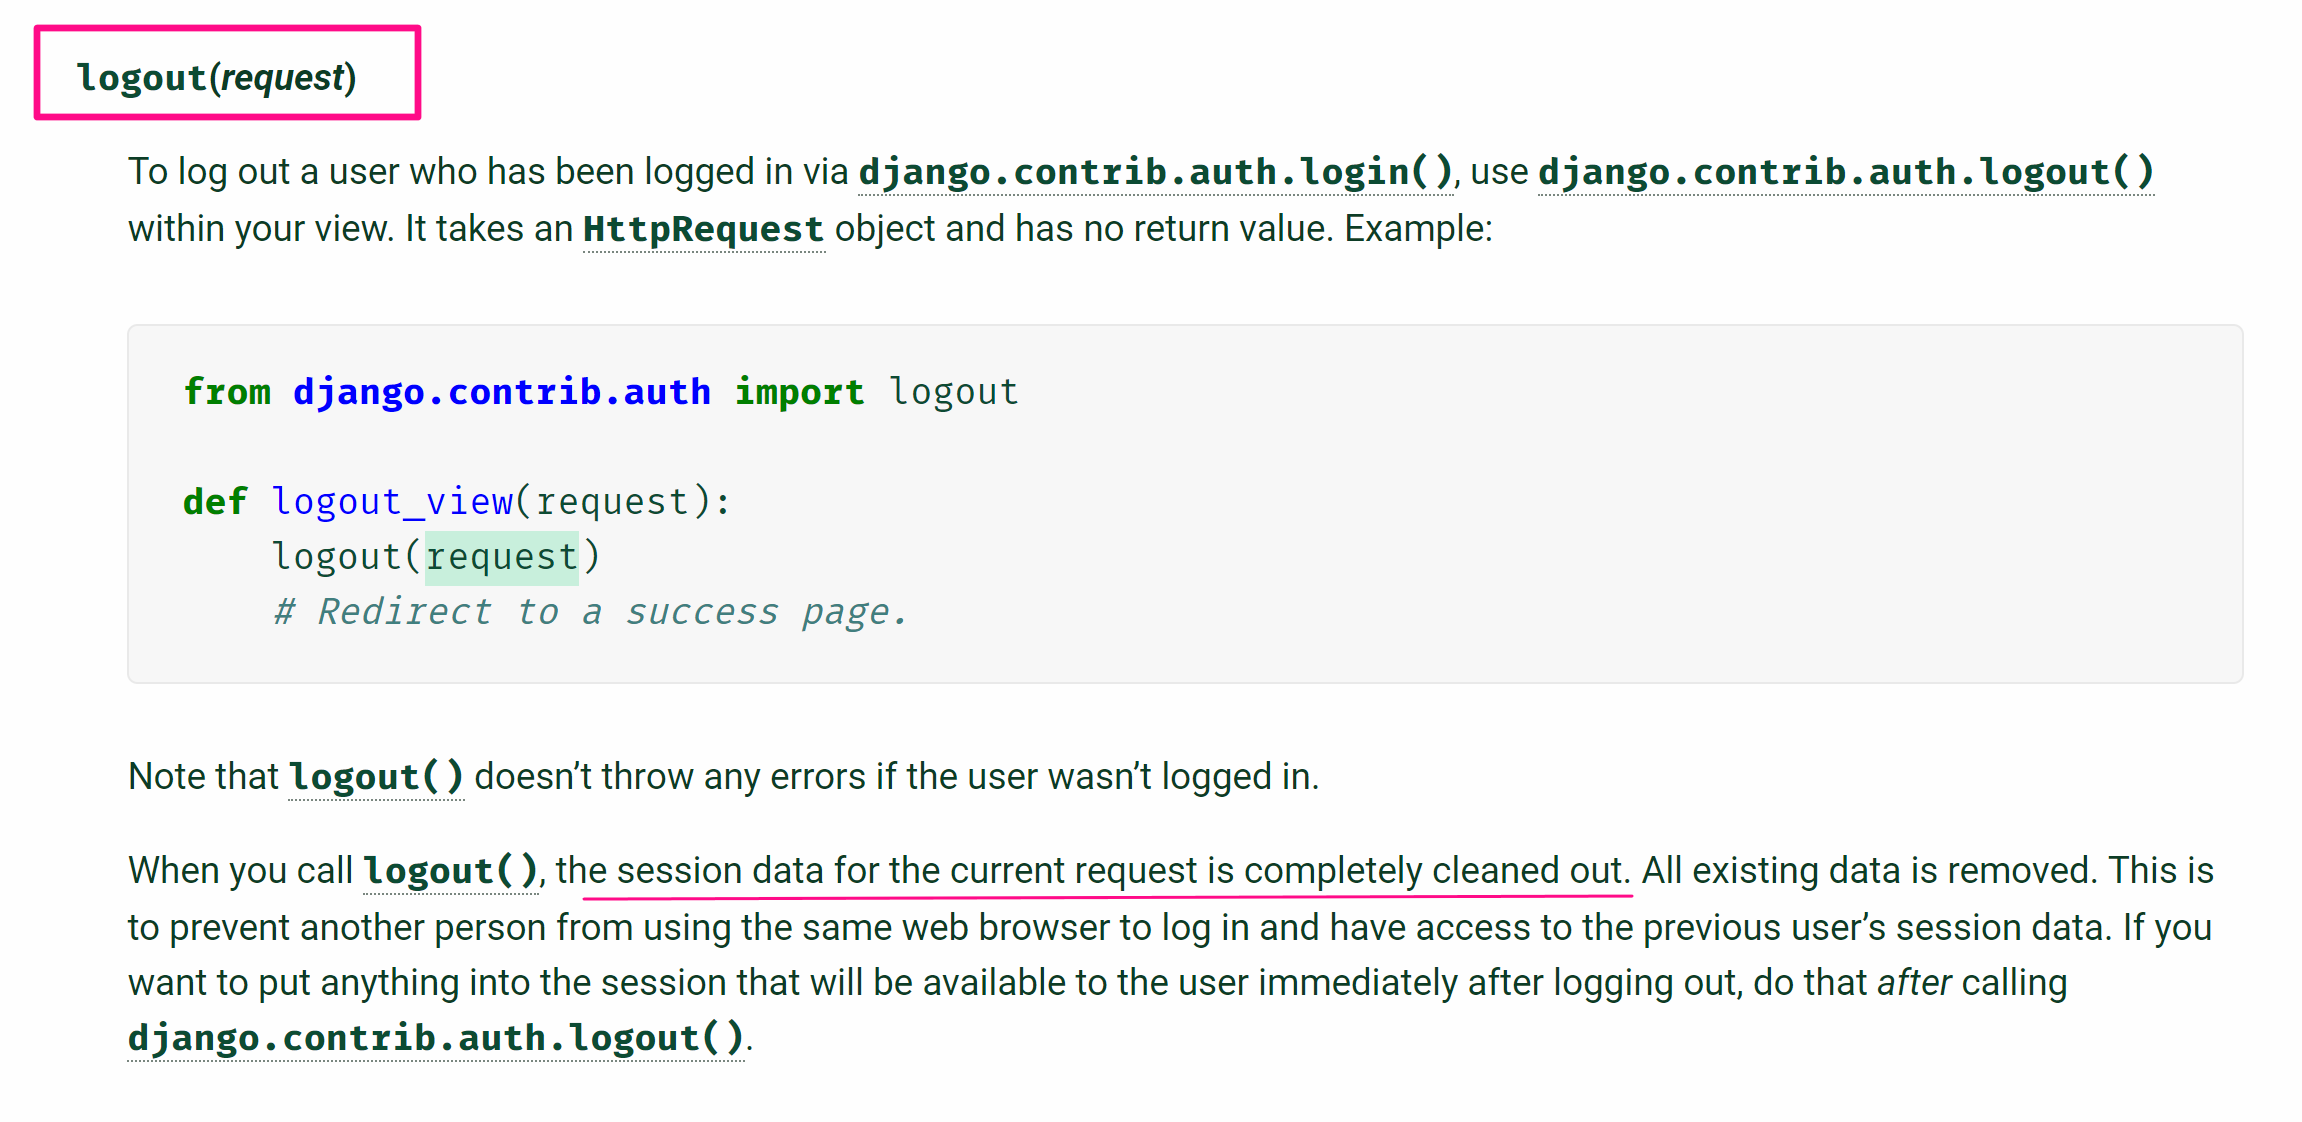 logout(request)
To log out a user who has been logged in via django.contrib.auth.login(), use django.contrib.auth.logout()
within your view. It takes an HttpRequest object and has no return value. Example:
from django.contrib.auth import logout
def logout_view(request):
    logout(request)
    # Redirect to a success page.
Note that logout() doesn’t throw any errors if the user wasn’t logged in.
When you call logout(), the session data for the current request is completely cleaned out. All existing data is removed. This is
to prevent another person from using the same web browser to log in and have access to the previous user’s session data. If you
want to put anything into the session that will be available to the user immediately after logging out, do that after calling
django.contrib.auth.logout().